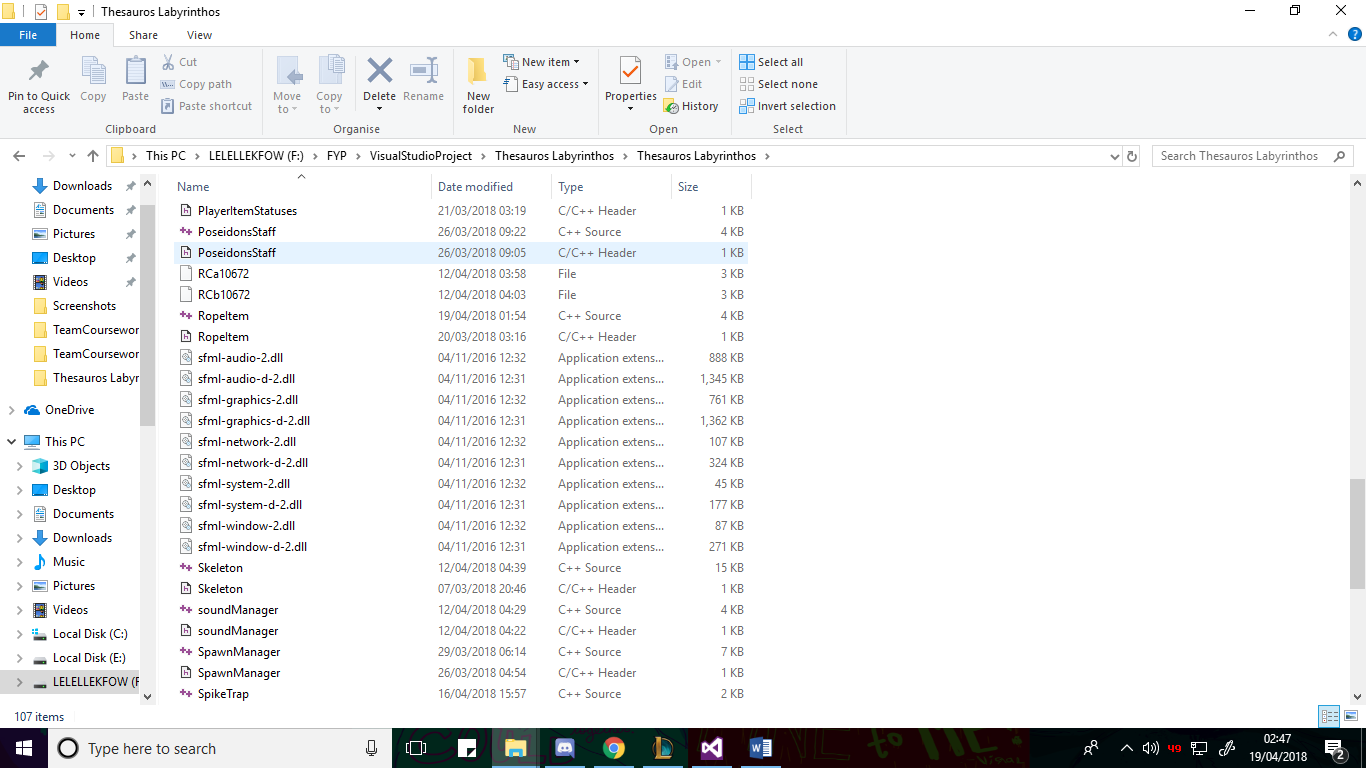 Thesauros Labyrinthos
File Home Share View
Pin to Quick access
Copy
Paste
Cut
Copy path
Paste shortcut
Clipboard
Move to
Copy to
Delete
Rename
Organise
New folder
New item
Easy access
New
Properties
Open
Edit
History
Open
Select all
Select none
Invert selection
Select
This PC > LELELLEKFOW (F:) > FYP > VisualStudioProject > Thesauros Labyrinthos > Thesauros Labyrinthos >
Search Thesauros Labyrinthos
Downloads
Documents
Pictures
Desktop
Videos
Screenshots
TeamCoursewor
TeamCoursewor
Thesauros Labyr
OneDrive
This PC
3D Objects
Desktop
Documents
Downloads
Music
Pictures
Videos
Local Disk (C:)
Local Disk (E:)
LELELLEKFOW (F
Name Date modified Type Size
PlayerItemStatuses 21/03/2018 03:19 C/C++ Header 1 KB
PoseidonsStaff 26/03/2018 09:22 C++ Source 4 KB
PoseidonsStaff 26/03/2018 09:05 C/C++ Header 1 KB
RCa10672 12/04/2018 03:58 File 3 KB
RCb10672 12/04/2018 04:03 File 3 KB
RopeItem 19/04/2018 01:54 C++ Source 4 KB
RopeItem 20/03/2018 03:16 C/C++ Header 1 KB
sfml-audio-2.dll 04/11/2016 12:32 Application extens... 888 KB
sfml-audio-d-2.dll 04/11/2016 12:31 Application extens... 1,345 KB
sfml-graphics-2.dll 04/11/2016 12:32 Application extens... 761 KB
sfml-graphics-d-2.dll 04/11/2016 12:31 Application extens... 1,362 KB
sfml-network-2.dll 04/11/2016 12:32 Application extens... 107 KB
sfml-network-d-2.dll 04/11/2016 12:31 Application extens... 324 KB
sfml-system-2.dll 04/11/2016 12:32 Application extens... 45 KB
sfml-system-d-2.dll 04/11/2016 12:31 Application extens... 177 KB
sfml-window-2.dll 04/11/2016 12:32 Application extens... 87 KB
sfml-window-d-2.dll 04/11/2016 12:31 Application extens... 271 KB
Skeleton 12/04/2018 04:39 C++ Source 15 KB
Skeleton 07/03/2018 20:46 C/C++ Header 1 KB
soundManager 12/04/2018 04:29 C++ Source 4 KB
soundManager 12/04/2018 04:22 C/C++ Header 1 KB
SpawnManager 29/03/2018 06:14 C++ Source 7 KB
SpawnManager 26/03/2018 04:54 C/C++ Header 1 KB
SpikeTrap 16/04/2018 15:57 C++ Source 2 KB
107 items
Type here to search
02:47
19/04/2018
2